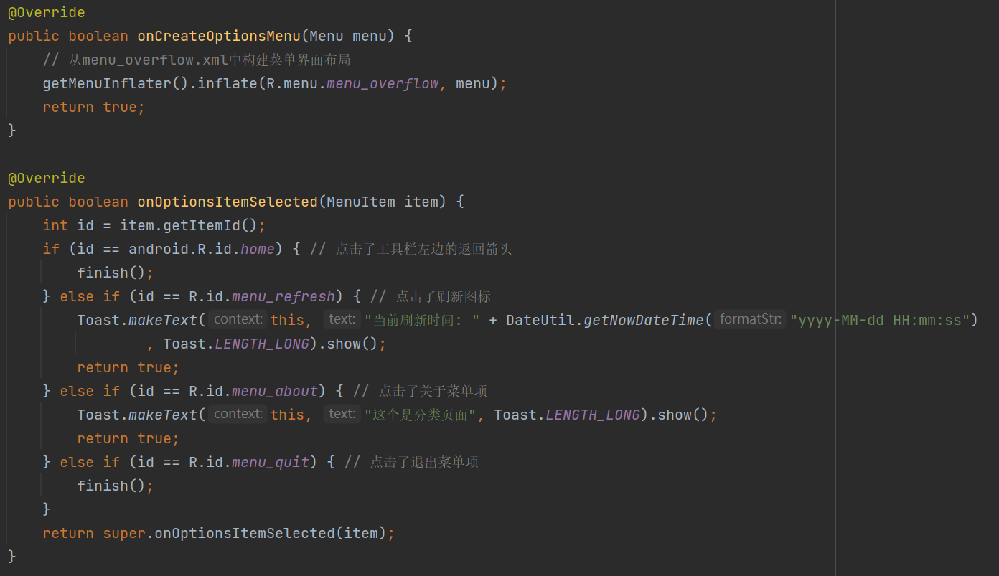 @Override
public boolean onCreateOptionsMenu(Menu menu) {
    // 从menu_overflow.xml中构建菜单界面布局
    getMenuInflater().inflate(R.menu.menu_overflow, menu);
    return true;
}
@Override
public boolean onOptionsItemSelected(MenuItem item) {
    int id = item.getItemId();
    if (id == android.R.id.home) { // 点击了工具栏左边的返回箭头
        finish();
    } else if (id == R.id.menu_refresh) { // 点击了刷新图标
        Toast.makeText( context: this, text: "当前刷新时间: " + DateUtil.getNowDateTime( formatStr: "yyyy-MM-dd HH:mm:ss")
                , Toast.LENGTH_LONG).show();
        return true;
    } else if (id == R.id.menu_about) { // 点击了关于菜单项
        Toast.makeText( context: this, text: "这个是分类页面", Toast.LENGTH_LONG).show();
        return true;
    } else if (id == R.id.menu_quit) { // 点击了退出菜单项
        finish();
    }
    return super.onOptionsItemSelected(item);
}